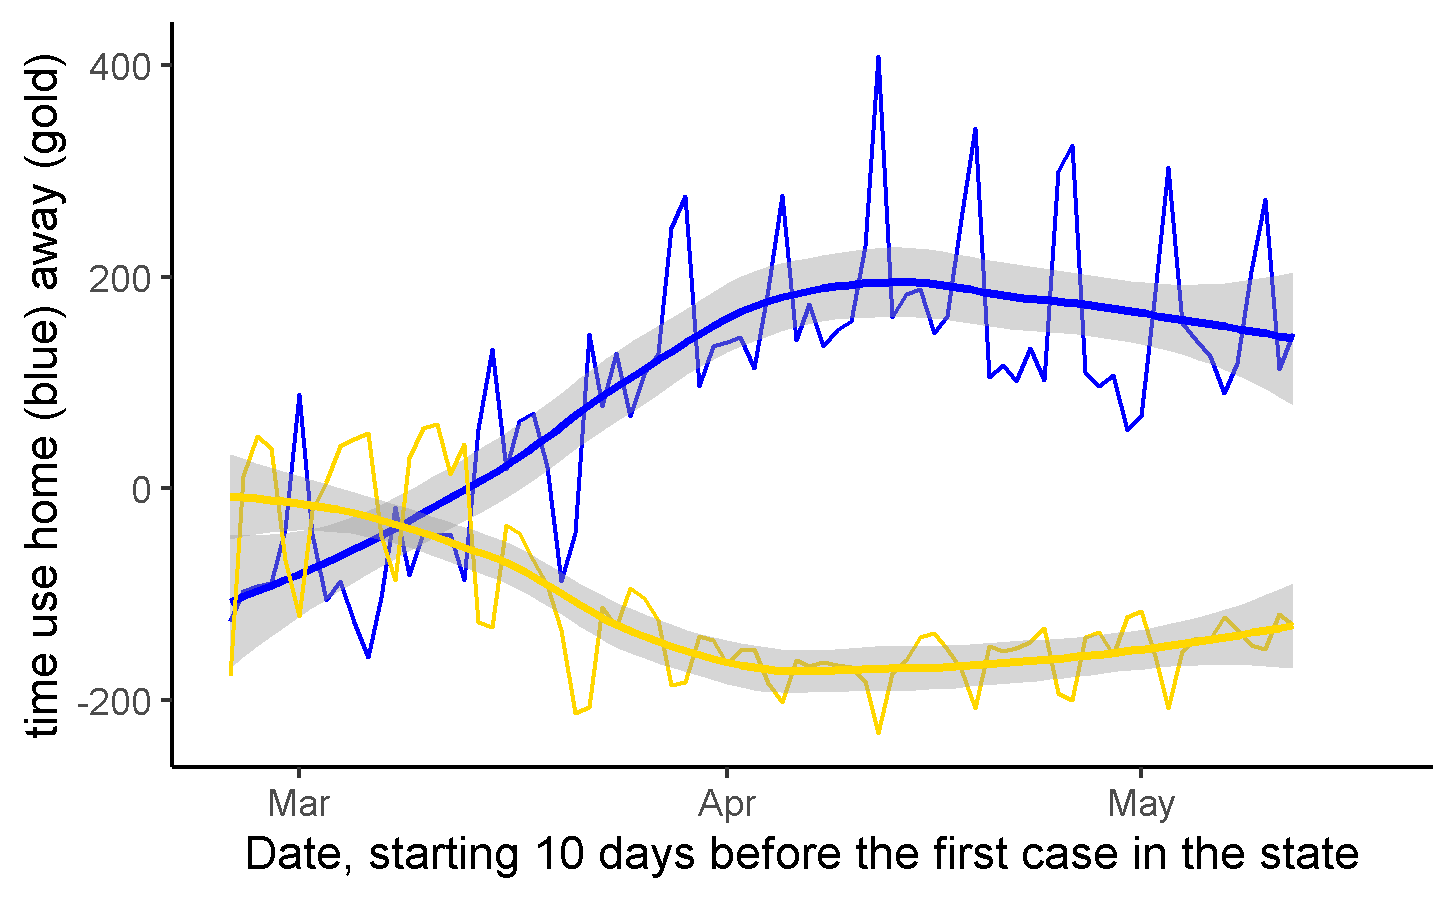 time use home (blue) away (gold)
400
200
0
-200
Mar Apr May
Date, starting 10 days before the first case in the state